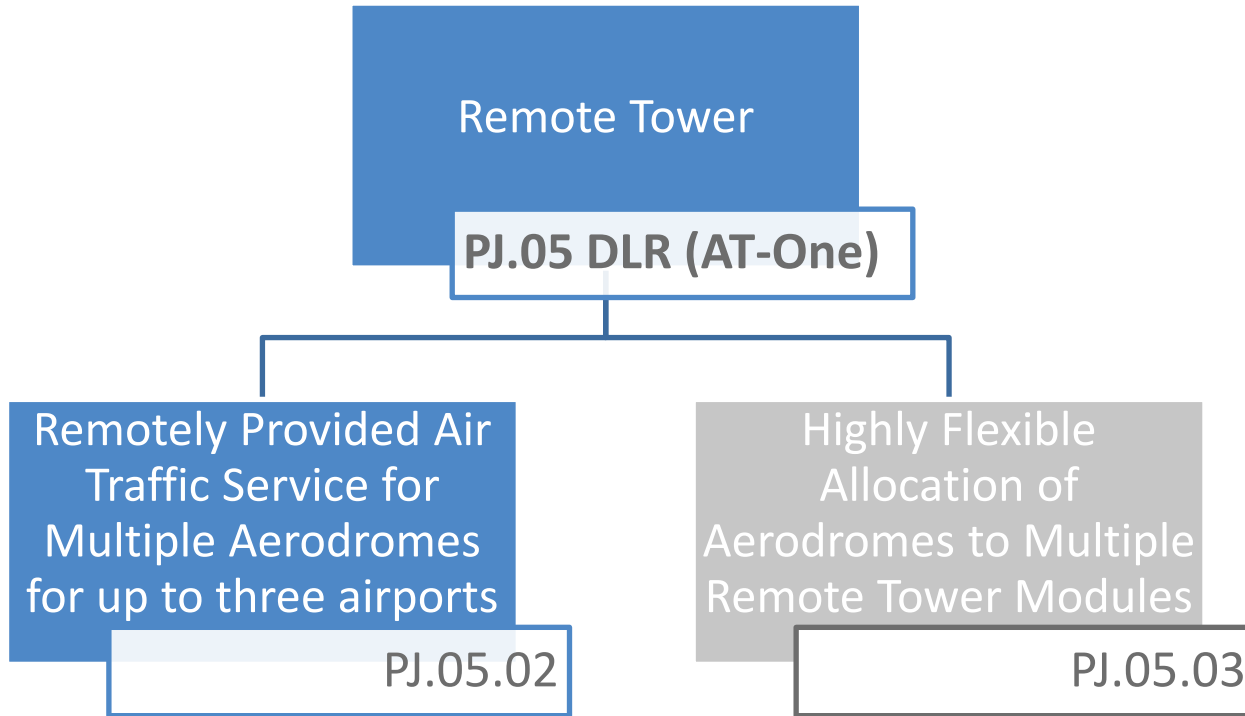 Remote Tower
PJ.05 DLR (AT-One)
Remotely Provided Air
Traffic Service for
Multiple Aerodromes
for up to three airports
PJ.05.02
Highly Flexible
Allocation of
Aerodromes to Multiple
Remote Tower Modules
PJ.05.03